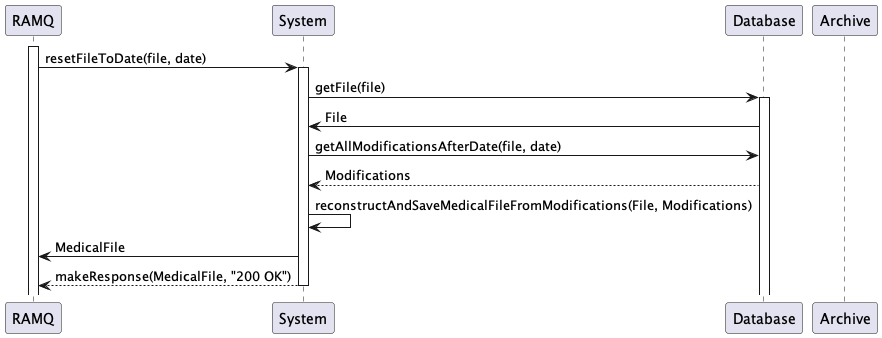 RAMQ
System
Database
Archive
resetFileToDate(file, date)
getFile(file)
File
getAllModificationsAfterDate(file, date)
Modifications
reconstructAndSaveMedicalFileFromModifications(File, Modifications)
MedicalFile
makeResponse(MedicalFile, "200 OK")
RAMQ
System
Database
Archive